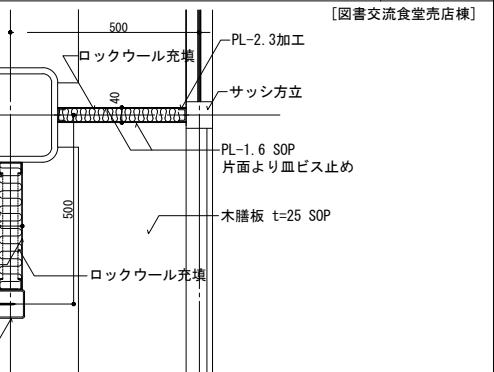 [図書交流食堂売店棟]
500
PL-2.3加工
ロックウール充填
サッシ方立
40
PL-1.6 SOP
片面より皿ビス止め
500
木膳板 t=25 SOP
ロックウール充填